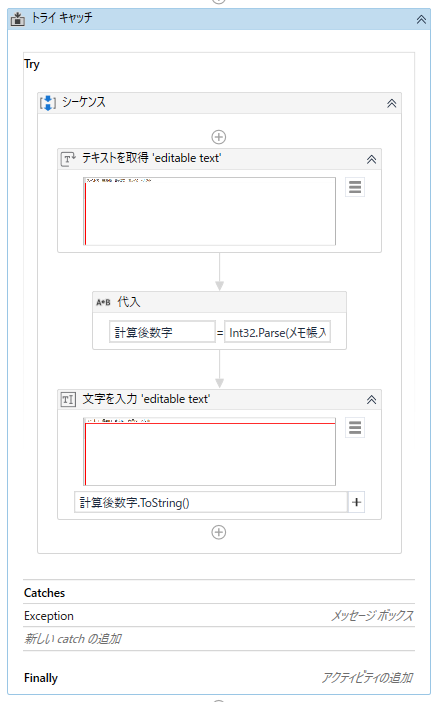 トライ キャッチ
Try
シーケンス
テキストを取得 'editable text'
代入
計算後数字 = Int32.Parse(メモ帳入
文字を入力 'editable text'
計算後数字.ToString()
Catches
Exception メッセージ ボックス
新しい catch の追加
Finally アクティビティの追加